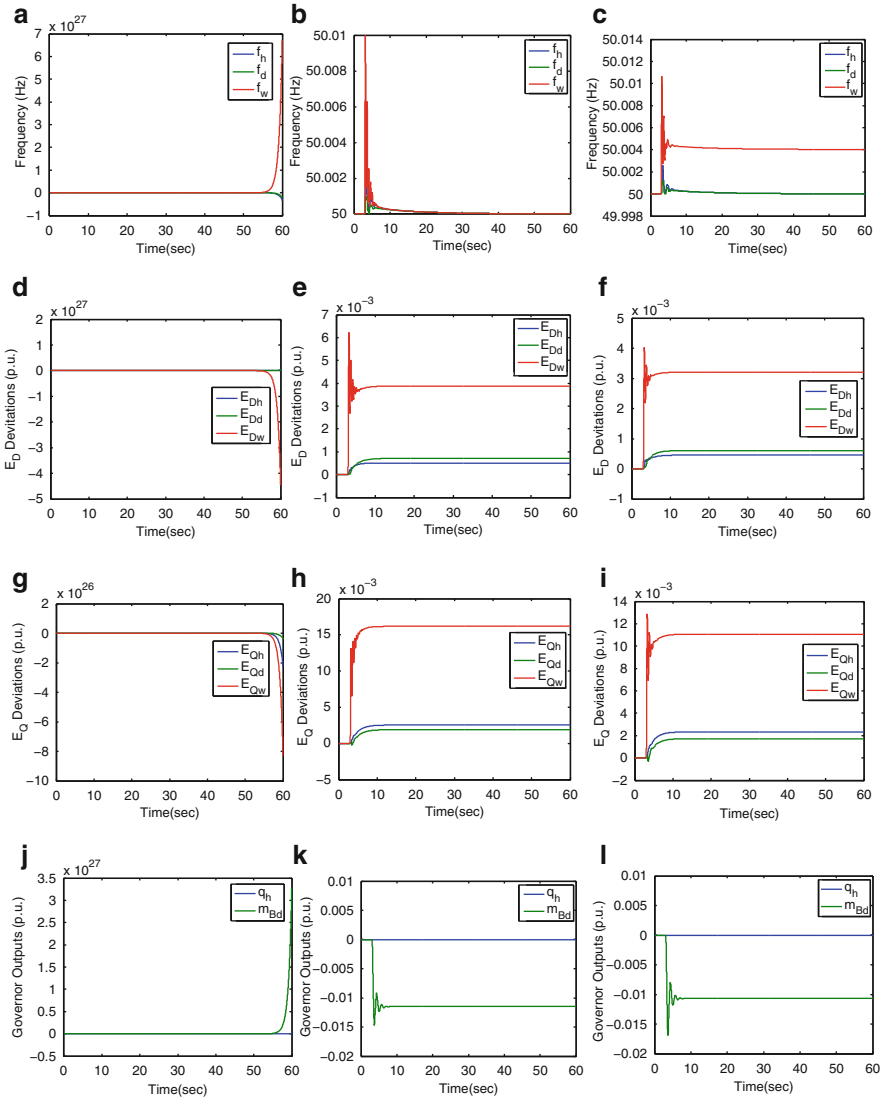 a
x 10^27
7
6
5
4
3
2
1
0
−1
Frequency (Hz)
f_h
f_d
f_w
0 10 20 30 40 50 60
Time(sec)
b
50.01
50.008
50.006
50.004
50.002
50
Frequency (Hz)
f_h
f_d
f_w
0 10 20 30 40 50 60
Time(sec)
c
50.014
50.012
50.01
50.008
50.006
50.004
50.002
50
49.998
Frequency (Hz)
f_h
f_d
f_w
0 10 20 30 40 50 60
Time(sec)
d
x 10^27
2
1
0
−1
−2
−3
−4
−5
E_D Devitations (p.u.)
E_Dh
E_Dd
E_Dw
0 10 20 30 40 50 60
Time(sec)
e
x 10^−3
7
6
5
4
3
2
1
0
−1
E_D Devitations (p.u.)
E_Dh
E_Dd
E_Dw
0 10 20 30 40 50 60
Time(sec)
f
x 10^−3
5
4
3
2
1
0
−1
E_D Devitations (p.u.)
E_Dh
E_Dd
E_Dw
0 10 20 30 40 50 60
Time(sec)
g
x 10^26
2
0
−2
−4
−6
−8
−10
E_Q Deviations (p.u.)
E_Qh
E_Qd
E_Qw
0 10 20 30 40 50 60
Time(sec)
h
x 10^−3
20
15
10
5
0
−5
E_Q Deviations (p.u.)
E_Qh
E_Qd
E_Qw
0 10 20 30 40 50 60
Time(sec)
i
x 10^−3
14
12
10
8
6
4
2
0
−2
E_Q Deviations (p.u.)
E_Qh
E_Qd
E_Qw
0 10 20 30 40 50 60
Time(sec)
j
x 10^27
3.5
3
2.5
2
1.5
1
0.5
0
−0.5
Governor Outputs (p.u.)
q_h
m_Bd
0 10 20 30 40 50 60
Time(sec)
k
0.01
0.005
0
−0.005
−0.01
−0.015
−0.02
Governor Outputs (p.u.)
q_h
m_Bd
0 10 20 30 40 50 60
Time(sec)
l
0.01
0.005
0
−0.005
−0.01
−0.015
−0.02
Governor Outputs (p.u.)
q_h
m_Bd
0 10 20 30 40 50 60
Time(sec)